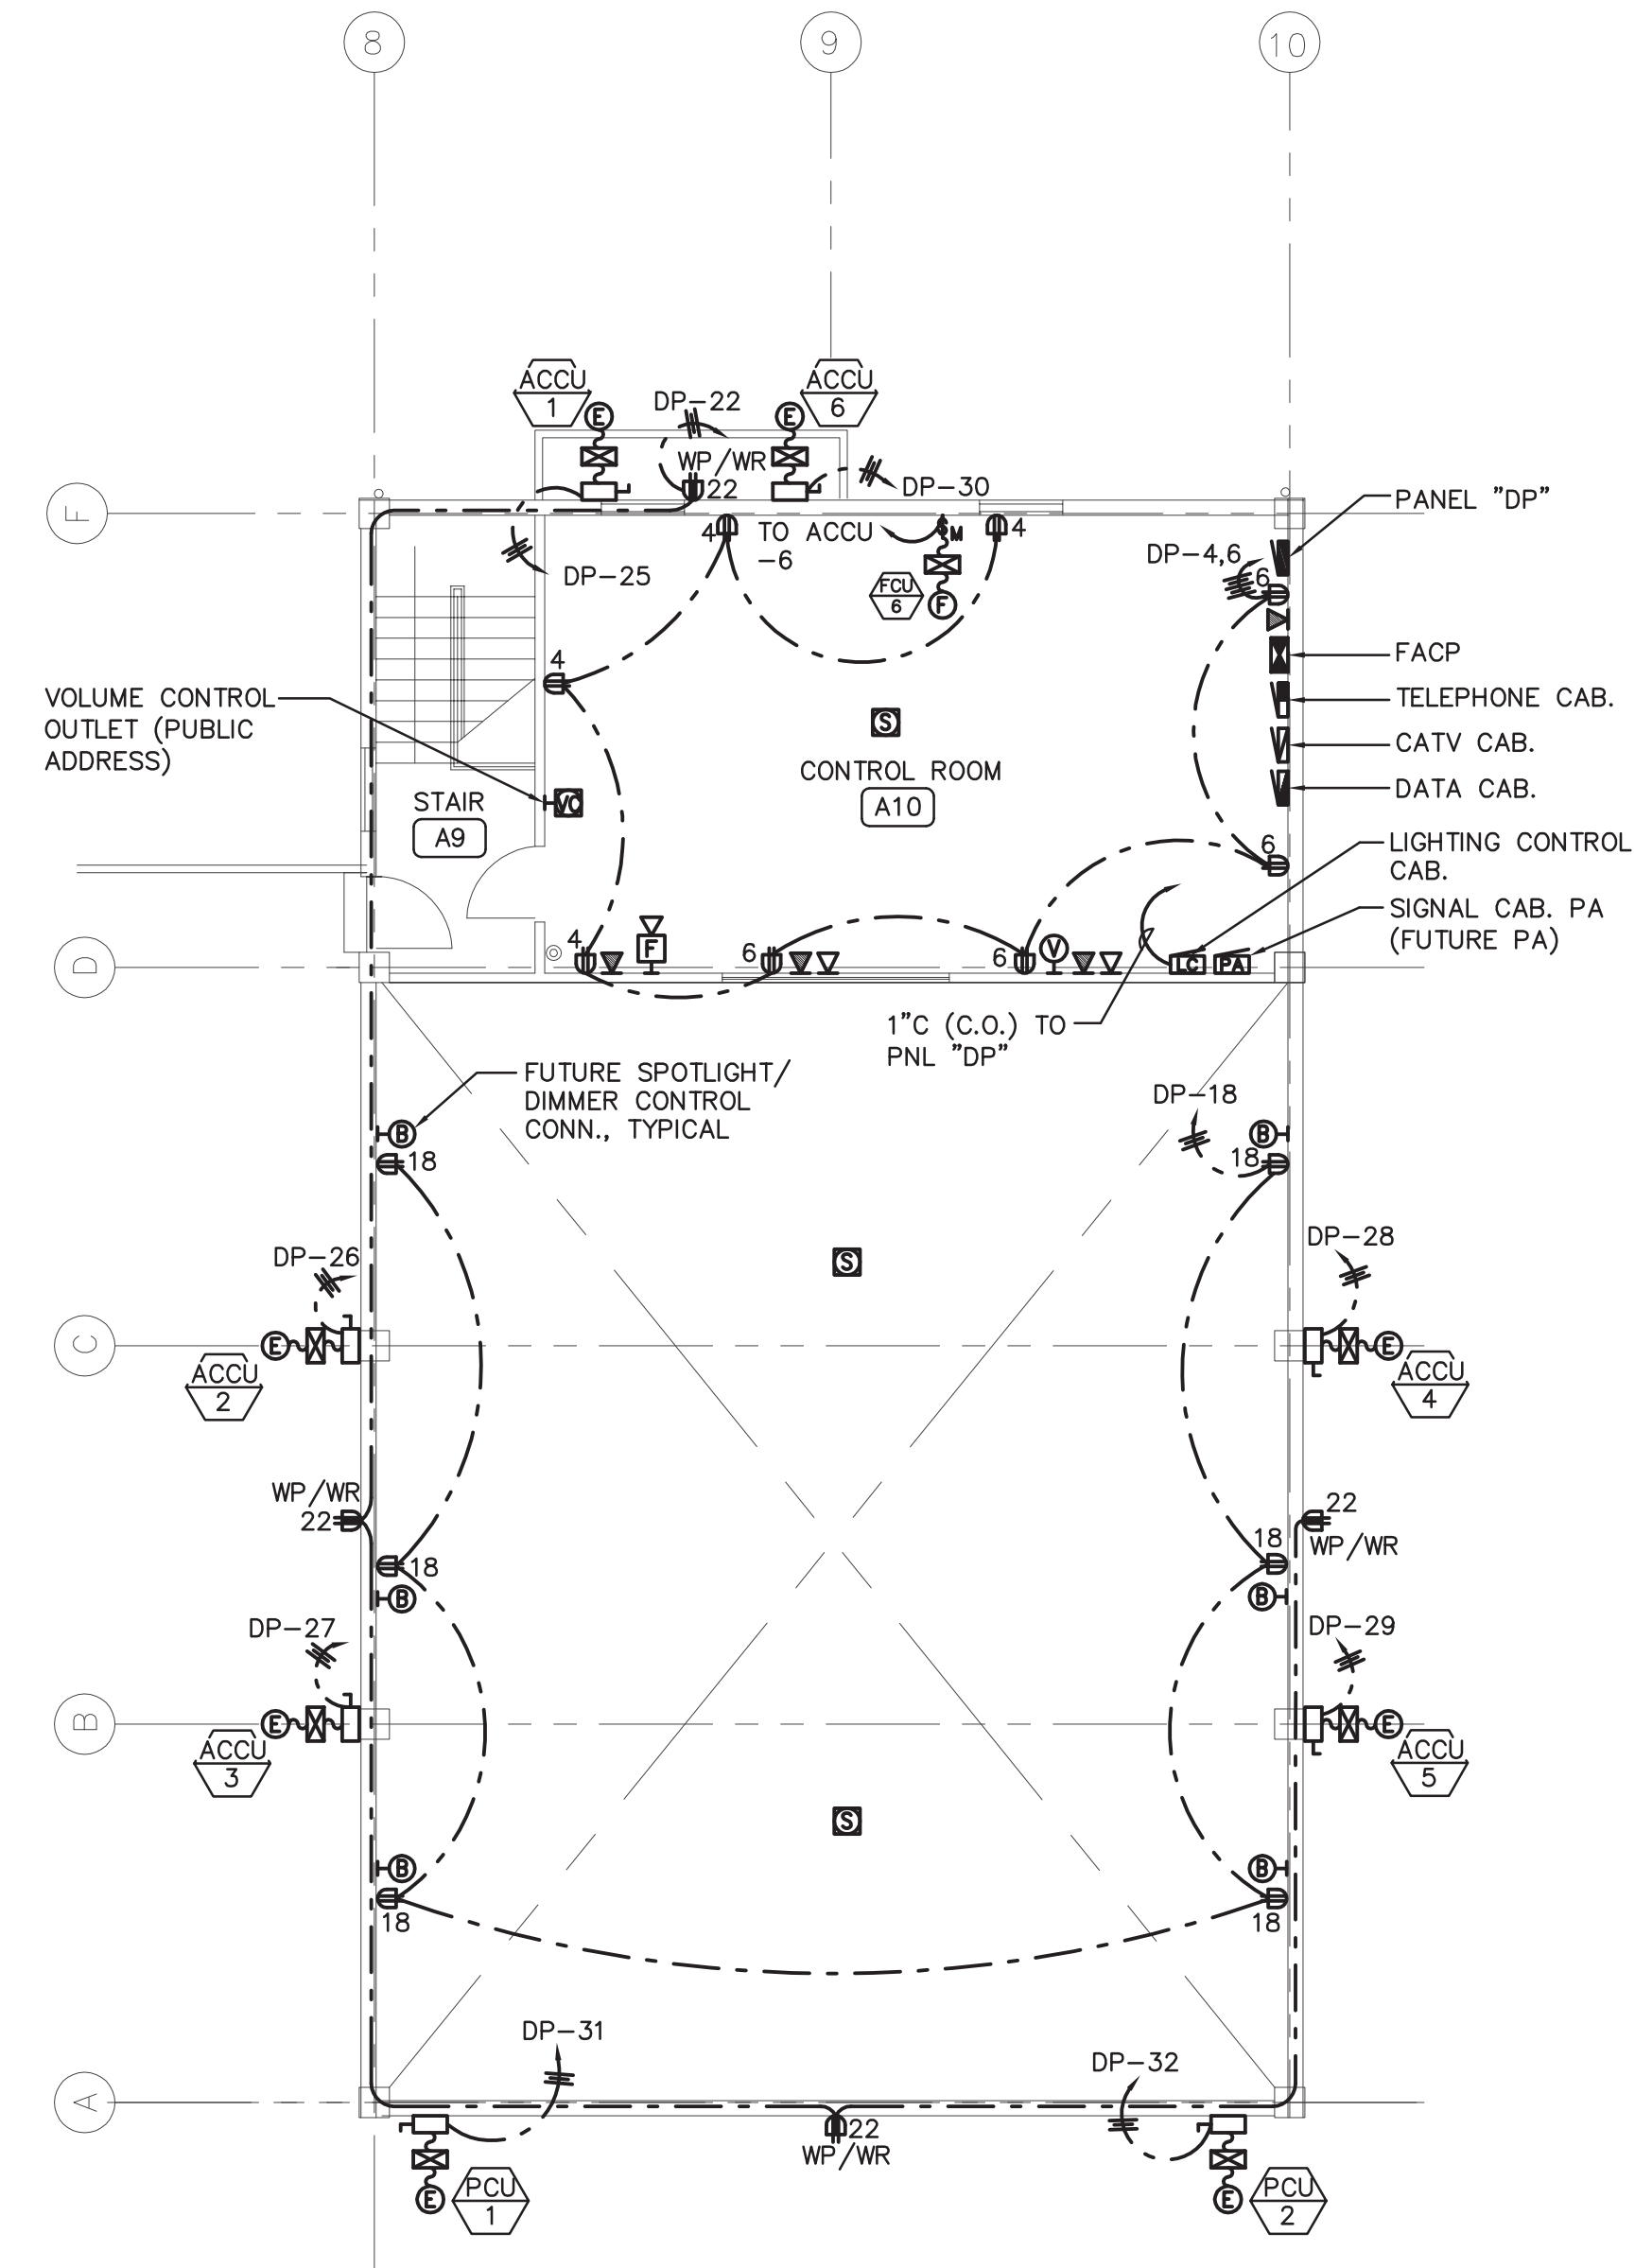 8
9
10
ACCU
1
DP-22
ACCU
6
E
E
WP/WR
22
DP-30
F
PANEL "DP"
4
TO ACCU
-6
$M
4
DP-4,6
6
DP-25
FCU
6
F
FACP
4
TELEPHONE CAB.
VOLUME CONTROL
OUTLET (PUBLIC
ADDRESS)
S
CATV CAB.
CONTROL ROOM
A10
DATA CAB.
STAIR
A9
VC
LIGHTING CONTROL
CAB.
6
SIGNAL CAB. PA
(FUTURE PA)
D
4
F
6
6
V
LC
PA
1"C (C.O.) TO
PNL "DP"
FUTURE SPOTLIGHT/
DIMMER CONTROL
CONN., TYPICAL
DP-18
B
B
18
18
DP-26
S
DP-28
C
E
E
ACCU
2
ACCU
4
WP/WR
22
22
WP/WR
18
18
B
B
DP-27
DP-29
B
E
E
ACCU
3
ACCU
5
S
B
B
18
18
DP-31
DP-32
A
22
WP/WR
E
PCU
1
E
PCU
2